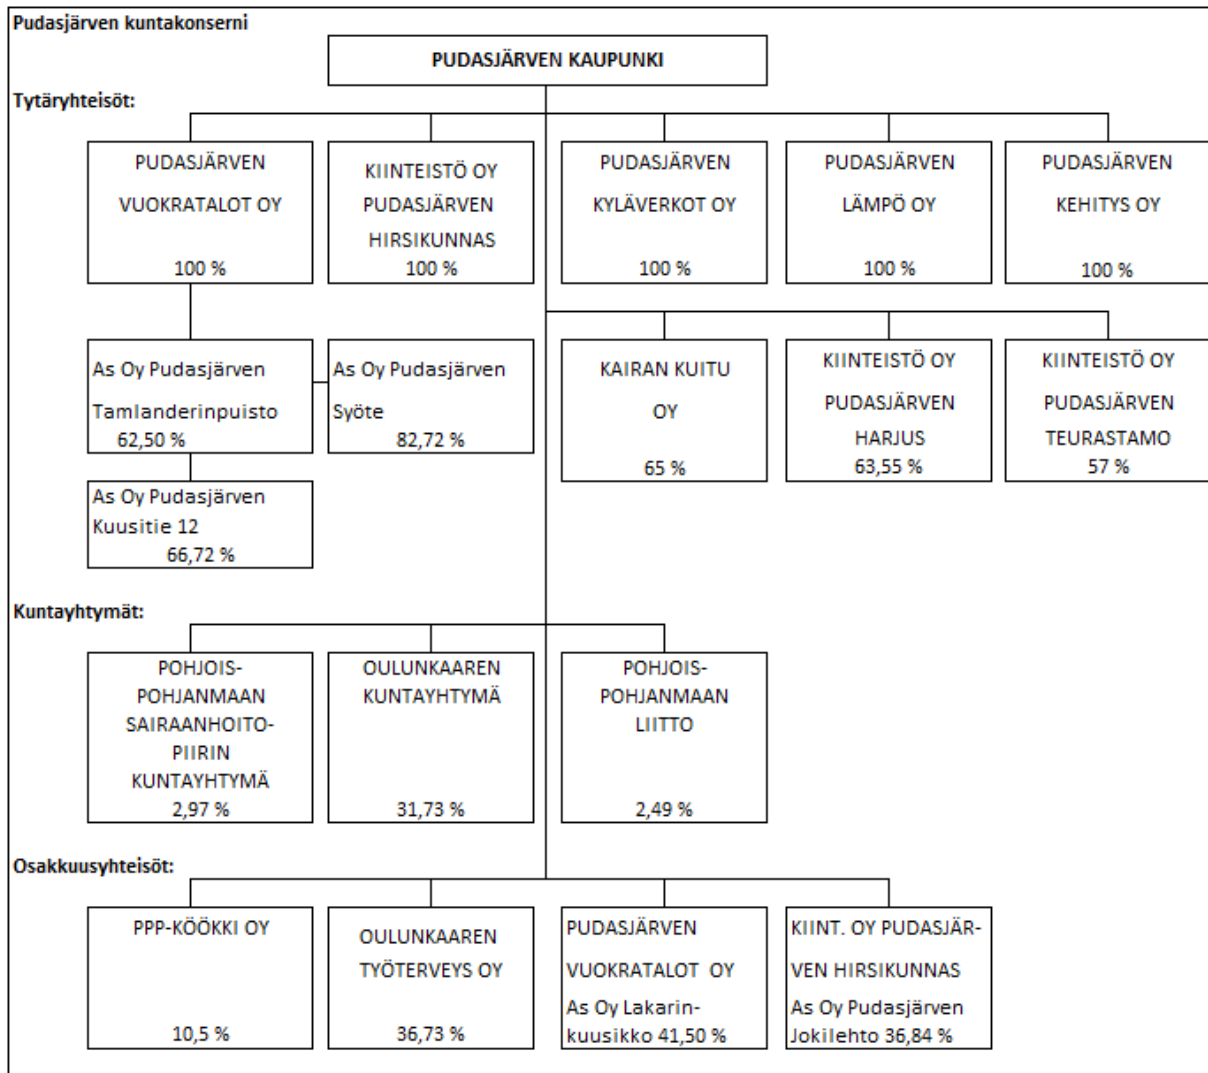 Pudasjärven kuntakonserni
PUDASJÄRVEN KAUPUNKI
Tytäryhteisöt:
PUDASJÄRVEN
VUOKRATALOT OY
100 %
KIINTEISTÖ OY
PUDASJÄRVEN
HIRSIKUNNAS
100 %
PUDASJÄRVEN
KYLÄVERKOT OY
100 %
PUDASJÄRVEN
LÄMPÖ OY
100 %
PUDASJÄRVEN
KEHITYS OY
100 %
As Oy Pudasjärven
Tamlanderinpuisto
62,50 %
As Oy Pudasjärven
Syöte
82,72 %
KAIRAN KUITU
OY
65 %
KIINTEISTÖ OY
PUDASJÄRVEN
HARJUS
63,55 %
KIINTEISTÖ OY
PUDASJÄRVEN
TEURASTAMO
57 %
As Oy Pudasjärven
Kuusitie 12
66,72 %
Kuntayhtymät:
POHJOIS-
POHJANMAAN
SAIRAANHOITO-
PIIRIN
KUNTAYHTYMÄ
2,97 %
OULUNKAAREN
KUNTAYHTYMÄ
31,73 %
POHJOIS-
POHJANMAAN
LIITTO
2,49 %
Osakkuusyhteisöt:
PPP-KÖÖKKI OY
10,5 %
OULUNKAAREN
TYÖTERVEYS OY
36,73 %
PUDASJÄRVEN
VUOKRATALOT OY
As Oy Lakarin-
kuusikko 41,50 %
KIINT. OY PUDASJÄR-
VEN HIRSIKUNNAS
As Oy Pudasjärven
Jokilehto 36,84 %